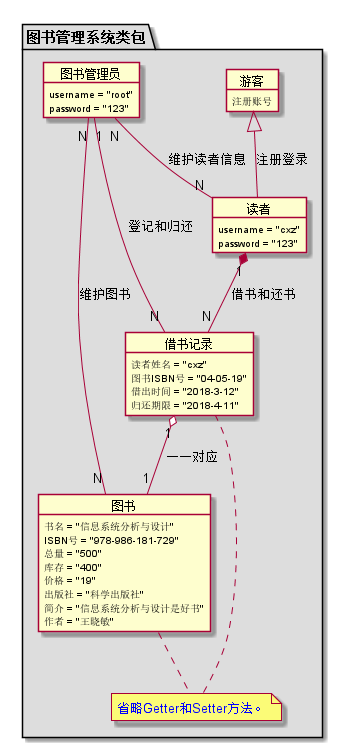 图书管理系统类包
图书管理员
username = "root"
password = "123"
游客
注册账号
N
1
N
维护读者信息
注册登录
N
读者
username = "cxz"
password = "123"
登记和归还
1
维护图书
借书和还书
N
N
借书记录
读者姓名 = "cxz"
图书ISBN号 = "04-05-19"
借出时间 = "2018-3-12"
归还期限 = "2018-4-11"
1
一一对应
N
1
图书
书名 = "信息系统分析与设计"
ISBN号 = "978-986-181-729"
总量 = "500"
库存 = "400"
价格 = "19"
出版社 = "科学出版社"
简介 = "信息系统分析与设计是好书"
作者 = "王晓敏"
省略Getter和Setter方法。